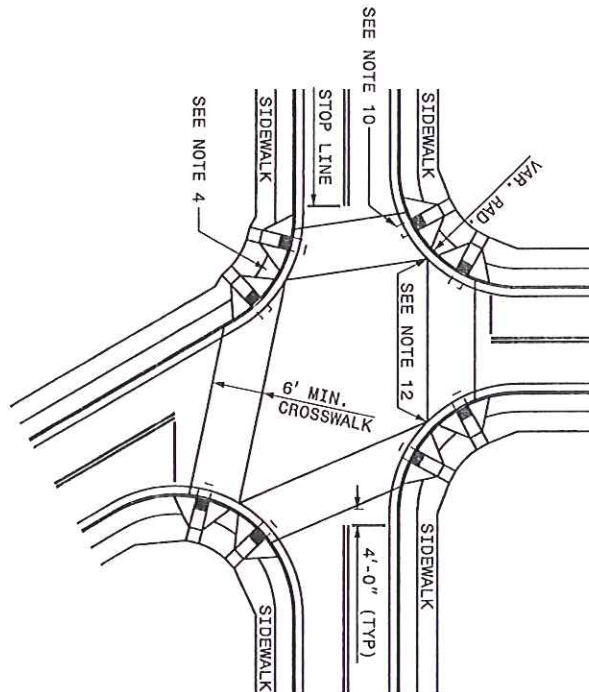 SEE NOTE 10
STOP LINE
SIDEWALK
SEE NOTE 4
SIDEWALK
VAR. RAD.
SEE NOTE 12
6' MIN.
CROSSWALK
4'-0" (TYP)
SIDEWALK
SIDEWALK